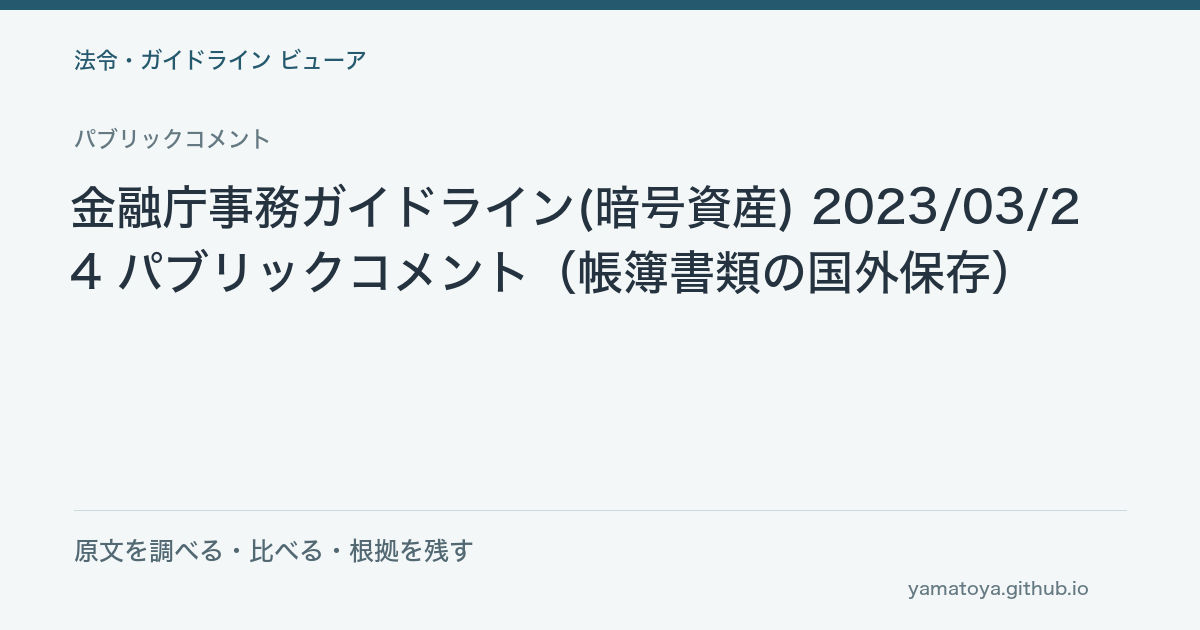 法令・ガイドライン ビューア
パブリックコメント
金融庁事務ガイドライン(暗号資産) 2023/03/2
4 パブリックコメント（帳簿書類の国外保存）
原文を調べる・比べる・根拠を残す
yamatoya.github.io